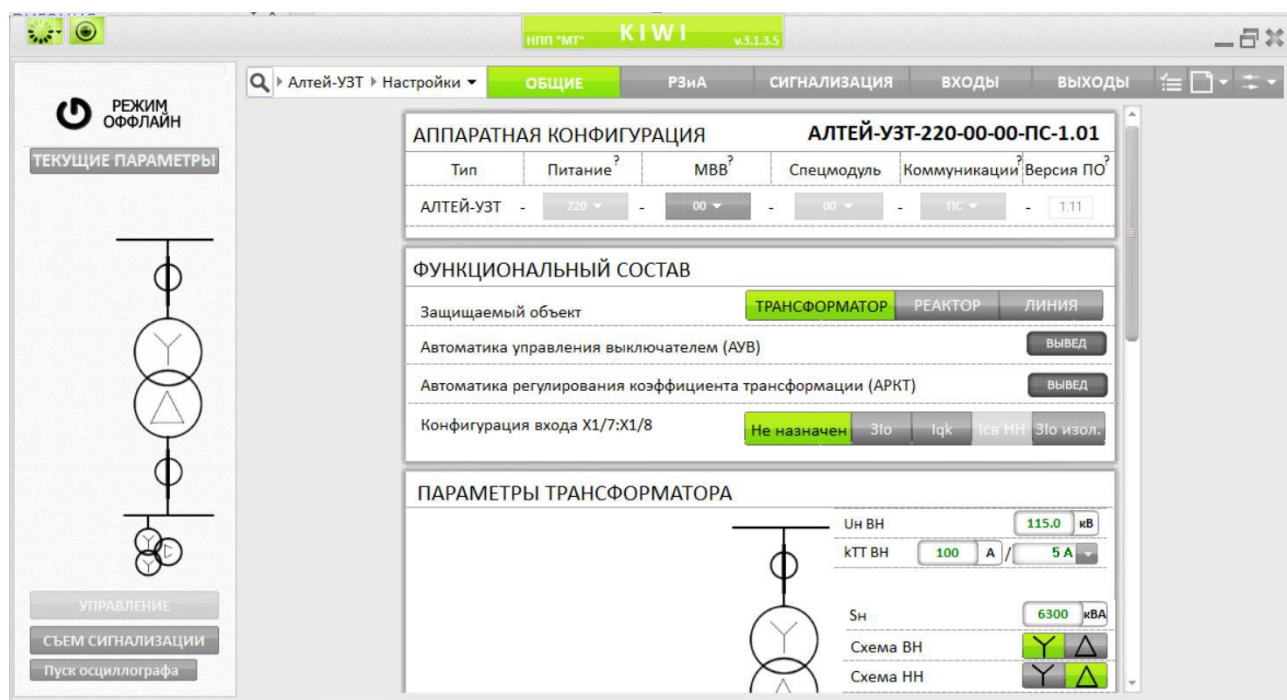 НПП "МТ" KIWI v.3.1.3.5
Алтей-УЗТ Настройки ОБЩИЕ РЗиА СИГНАЛИЗАЦИЯ ВХОДЫ ВЫХОДЫ
РЕЖИМ
ОФФЛАЙН
ТЕКУЩИЕ ПАРАМЕТРЫ
АППАРАТНАЯ КОНФИГУРАЦИЯ АЛТЕЙ-УЗТ-220-00-00-ПС-1.01
Тип Питание? МВВ? Спецмодуль Коммуникации? Версия ПО?
АЛТЕЙ-УЗТ - 220 - 00 - 00 - ПС - 1.11
ФУНКЦИОНАЛЬНЫЙ СОСТАВ
Защищаемый объект ТРАНСФОРМАТОР РЕАКТОР ЛИНИЯ
Автоматика управления выключателем (АУВ) ВЫВЕД
Автоматика регулирования коэффициента трансформации (АРКТ) ВЫВЕД
Конфигурация входа X1/7:X1/8 Не назначен 3Io Iqk Iсв НН 3Io изол.
ПАРАМЕТРЫ ТРАНСФОРМАТОРА
Uн ВН 115.0 кВ
kТТ ВН 100 А / 5 А
Sн 6300 кВА
Схема ВН
Схема НН
УПРАВЛЕНИЕ
СЪЕМ СИГНАЛИЗАЦИИ
Пуск осциллографа